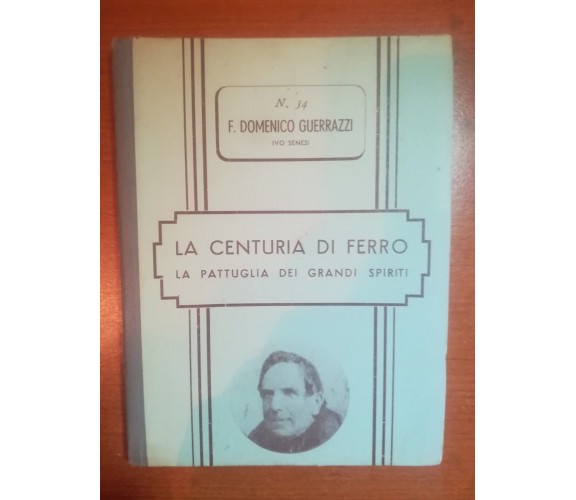 N. 34
F. DOMENICO GUERRAZZI
IVO SENESI
LA CENTURIA DI FERRO
LA PATTUGLIA DEI GRANDI SPIRITI